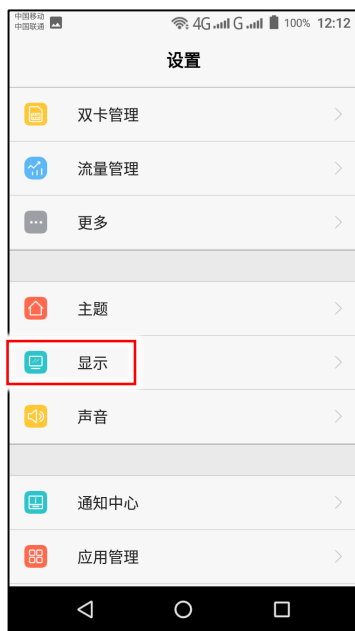 中国移动
中国联通
4G G 100% 12:12
设置
双卡管理
流量管理
更多
主题
显示
声音
通知中心
应用管理